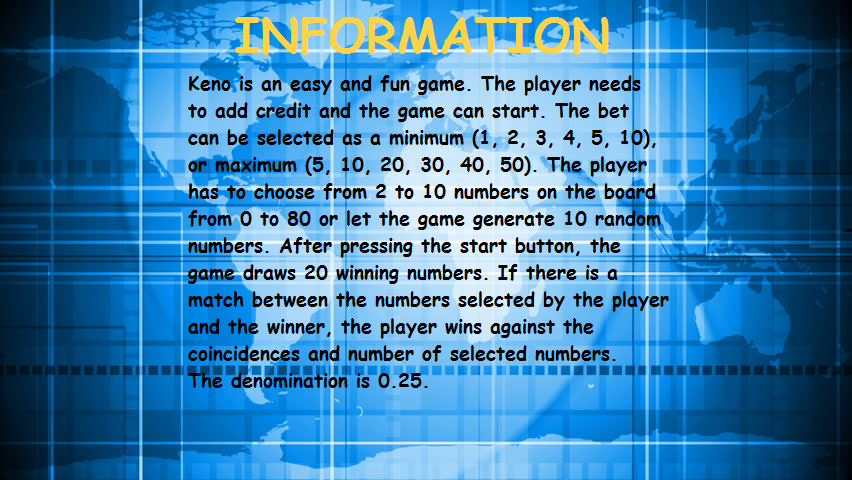 INFORMATION
Keno is an easy and fun game. The player needs
to add credit and the game can start. The bet
can be selected as a minimum (1, 2, 3, 4, 5, 10),
or maximum (5, 10, 20, 30, 40, 50). The player
has to choose from 2 to 10 numbers on the board
from 0 to 80 or let the game generate 10 random
numbers. After pressing the start button, the
game draws 20 winning numbers. If there is a
match between the numbers selected by the player
and the winner, the player wins against the
coincidences and number of selected numbers.
The denomination is 0.25.